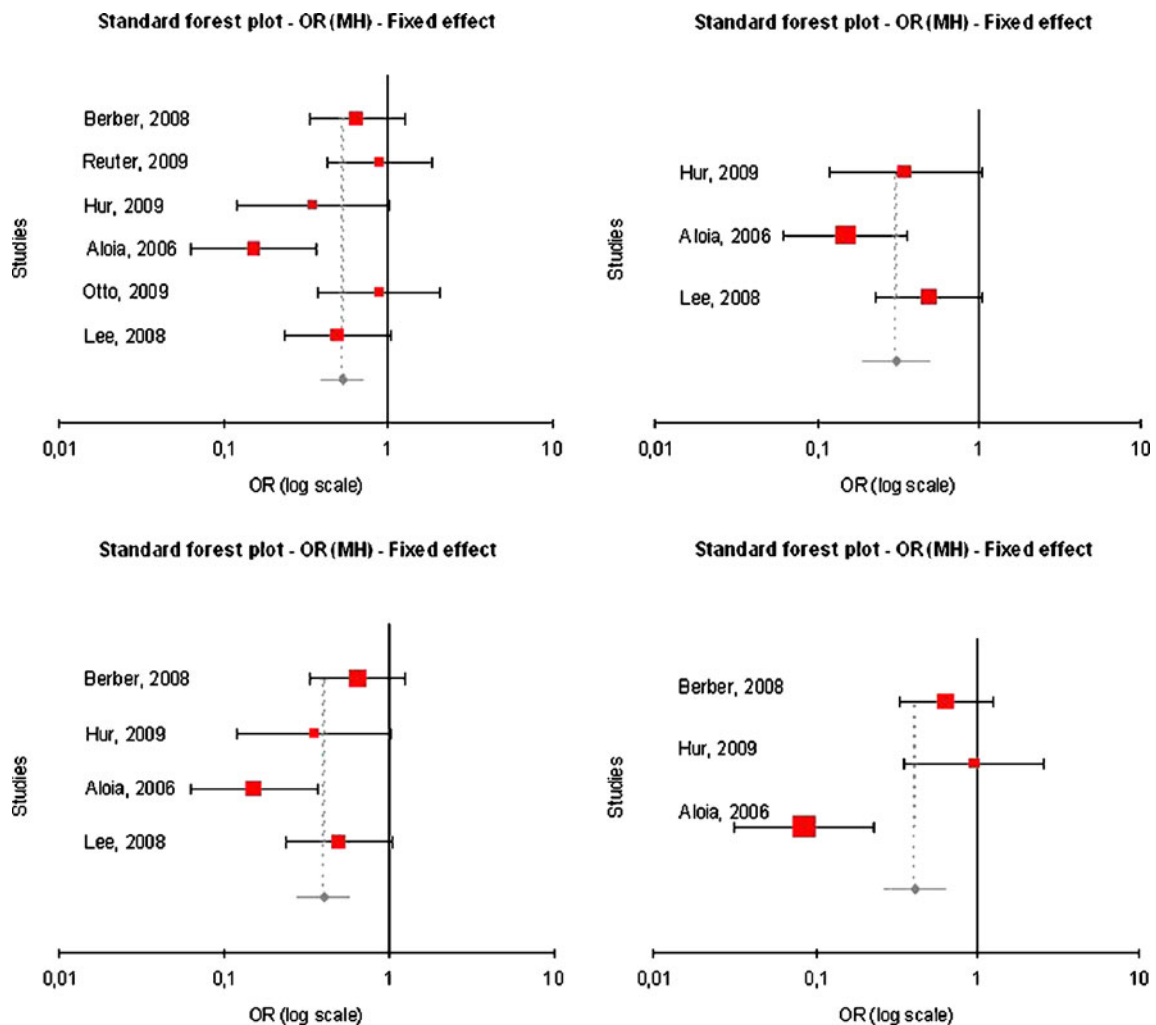 Standard forest plot - OR (MH) - Fixed effect
Studies
Berber, 2008
Reuter, 2009
Hur, 2009
Aloia, 2006
Otto, 2009
Lee, 2008
0,01 0,1 1 10
OR (log scale)
Standard forest plot - OR (MH) - Fixed effect
Studies
Hur, 2009
Aloia, 2006
Lee, 2008
0,01 0,1 1 10
OR (log scale)
Standard forest plot - OR (MH) - Fixed effect
Studies
Berber, 2008
Hur, 2009
Aloia, 2006
Lee, 2008
0,01 0,1 1 10
OR (log scale)
Standard forest plot - OR (MH) - Fixed effect
Studies
Berber, 2008
Hur, 2009
Aloia, 2006
0,01 0,1 1 10
OR (log scale)